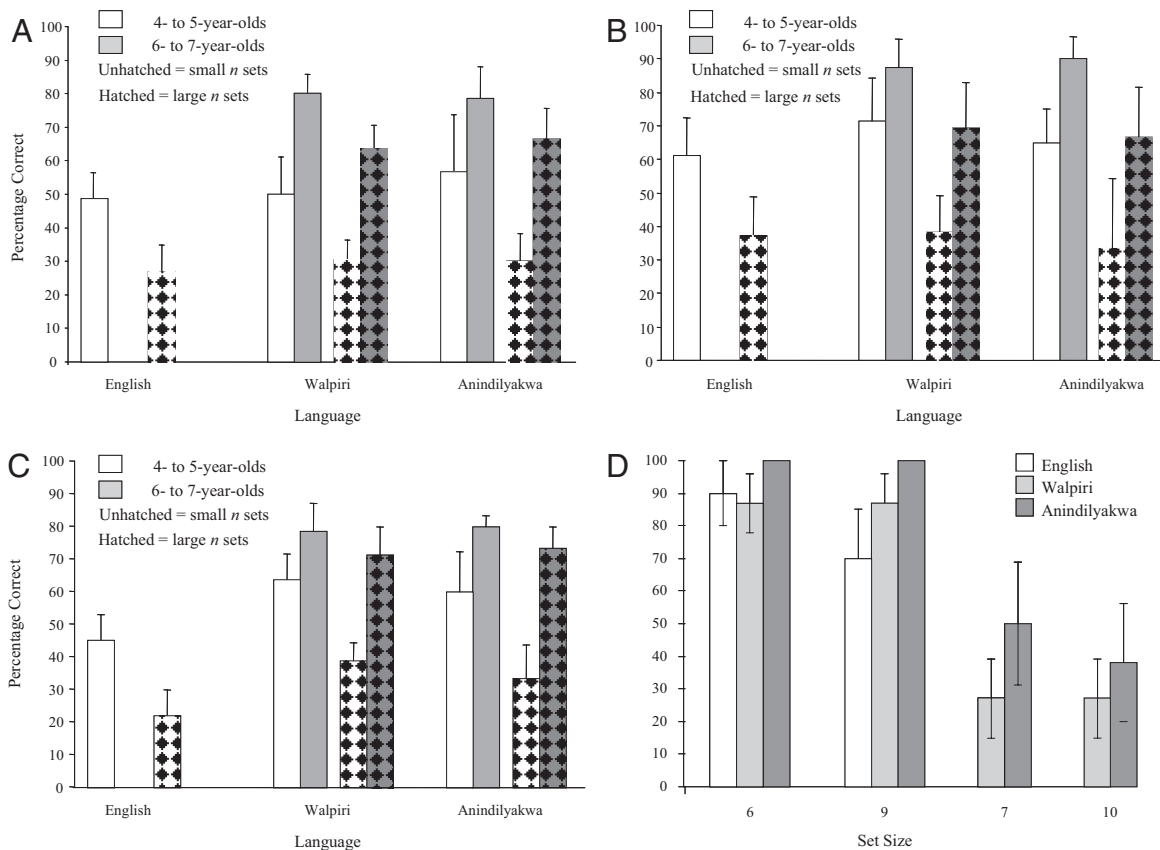 A
4- to 5-year-olds
6- to 7-year-olds
Unhatched = small n sets
Hatched = large n sets
Percentage Correct
100
90
80
70
60
50
40
30
20
10
0
English
Walpiri
Anindilyakwa
Language
B
4- to 5-year-olds
6- to 7-year-olds
Unhatched = small n sets
Hatched = large n sets
100
90
80
70
60
50
40
30
20
10
0
English
Walpiri
Anindilyakwa
Language
C
4- to 5-year-olds
6- to 7-year-olds
Unhatched = small n sets
Hatched = large n sets
Percentage Correct
100
90
80
70
60
50
40
30
20
10
0
English
Walpiri
Anindilyakwa
Language
D
English
Walpiri
Anindilyakwa
100
90
80
70
60
50
40
30
20
10
0
6
9
7
10
Set Size